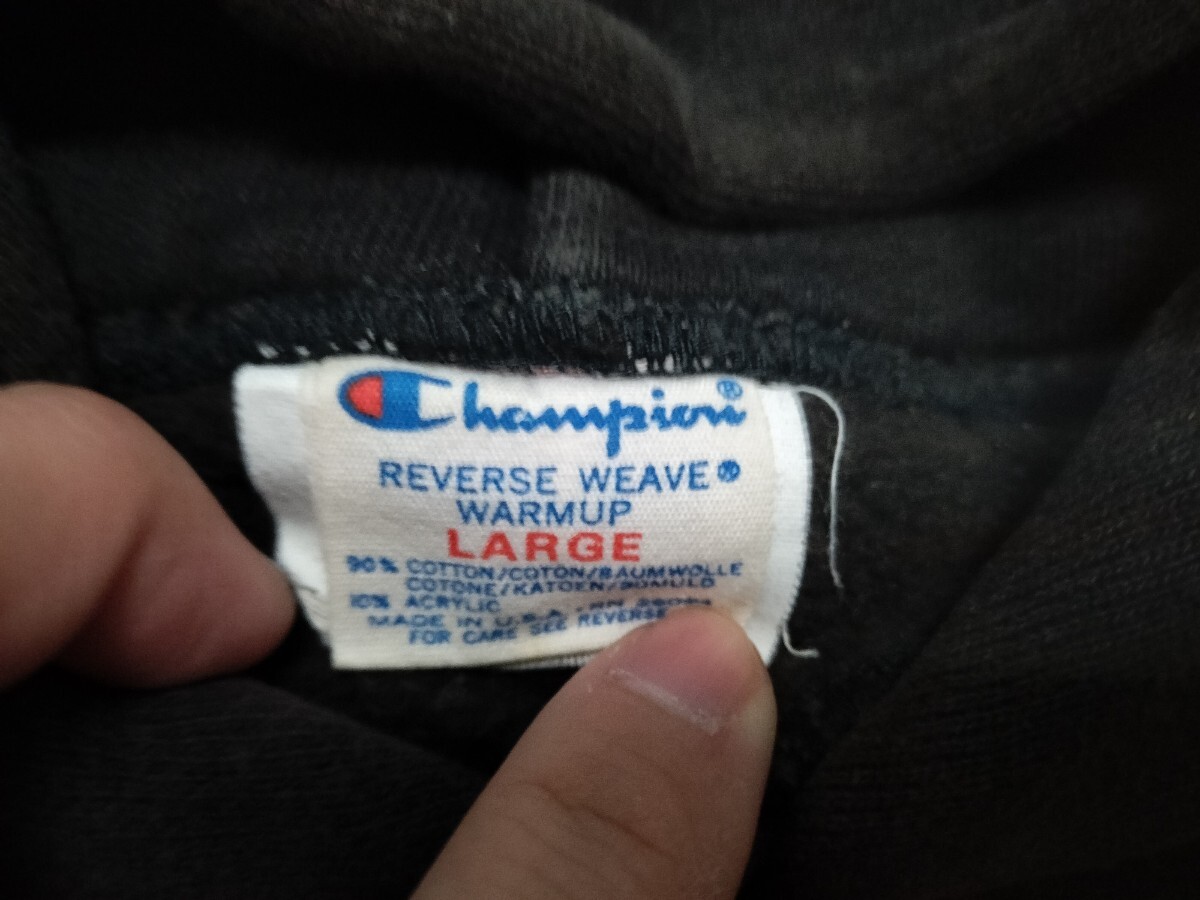 Champion®
REVERSE WEAVE®
WARMUP
LARGE
90% COTTON/COTON/BAUMWOLLE
COTONE/KATOEN/BOMULD
10% ACRYLIC
MADE IN U.S.A. - RN
FOR CARE SEE REVERSE